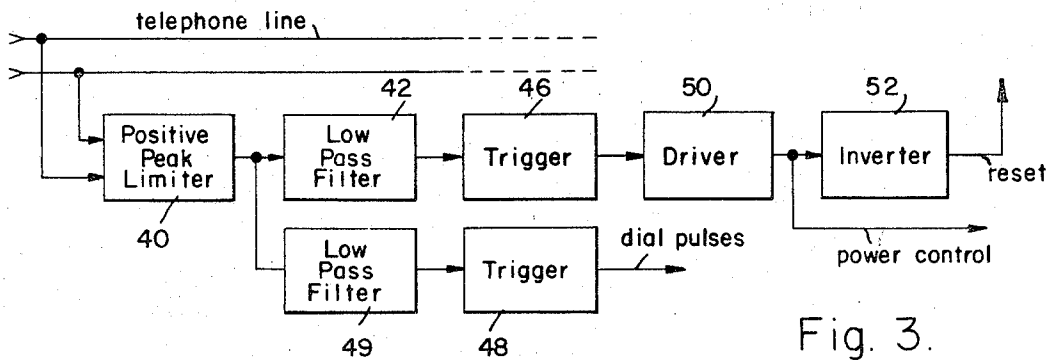 telephone line
42
46
50
52
Positive
Peak
Limiter
Low
Pass
Filter
Trigger
Driver
Inverter
reset
40
dial pulses
power control
Low
Pass
Filter
Trigger
49
48
Fig. 3.